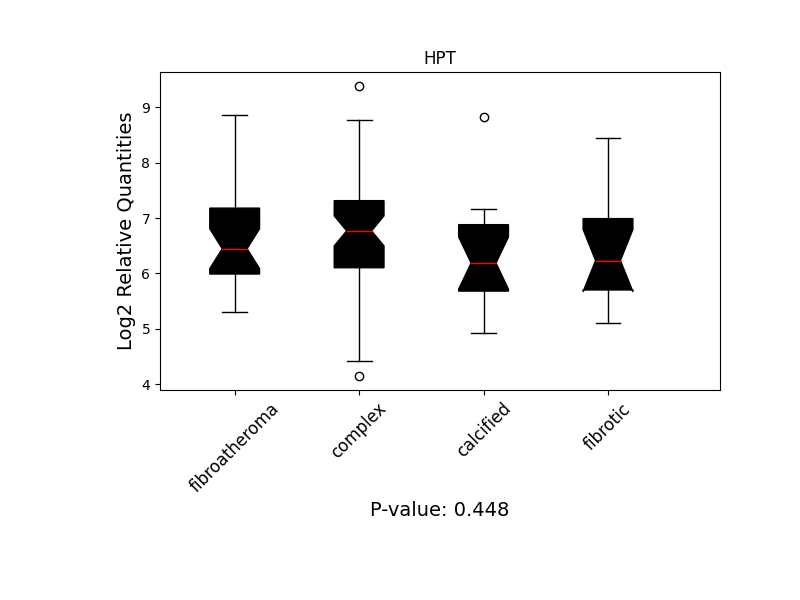 HPT
Log2 Relative Quantities
9
8
7
6
5
4
fibroatheroma
complex
calcified
fibrotic
P-value: 0.448